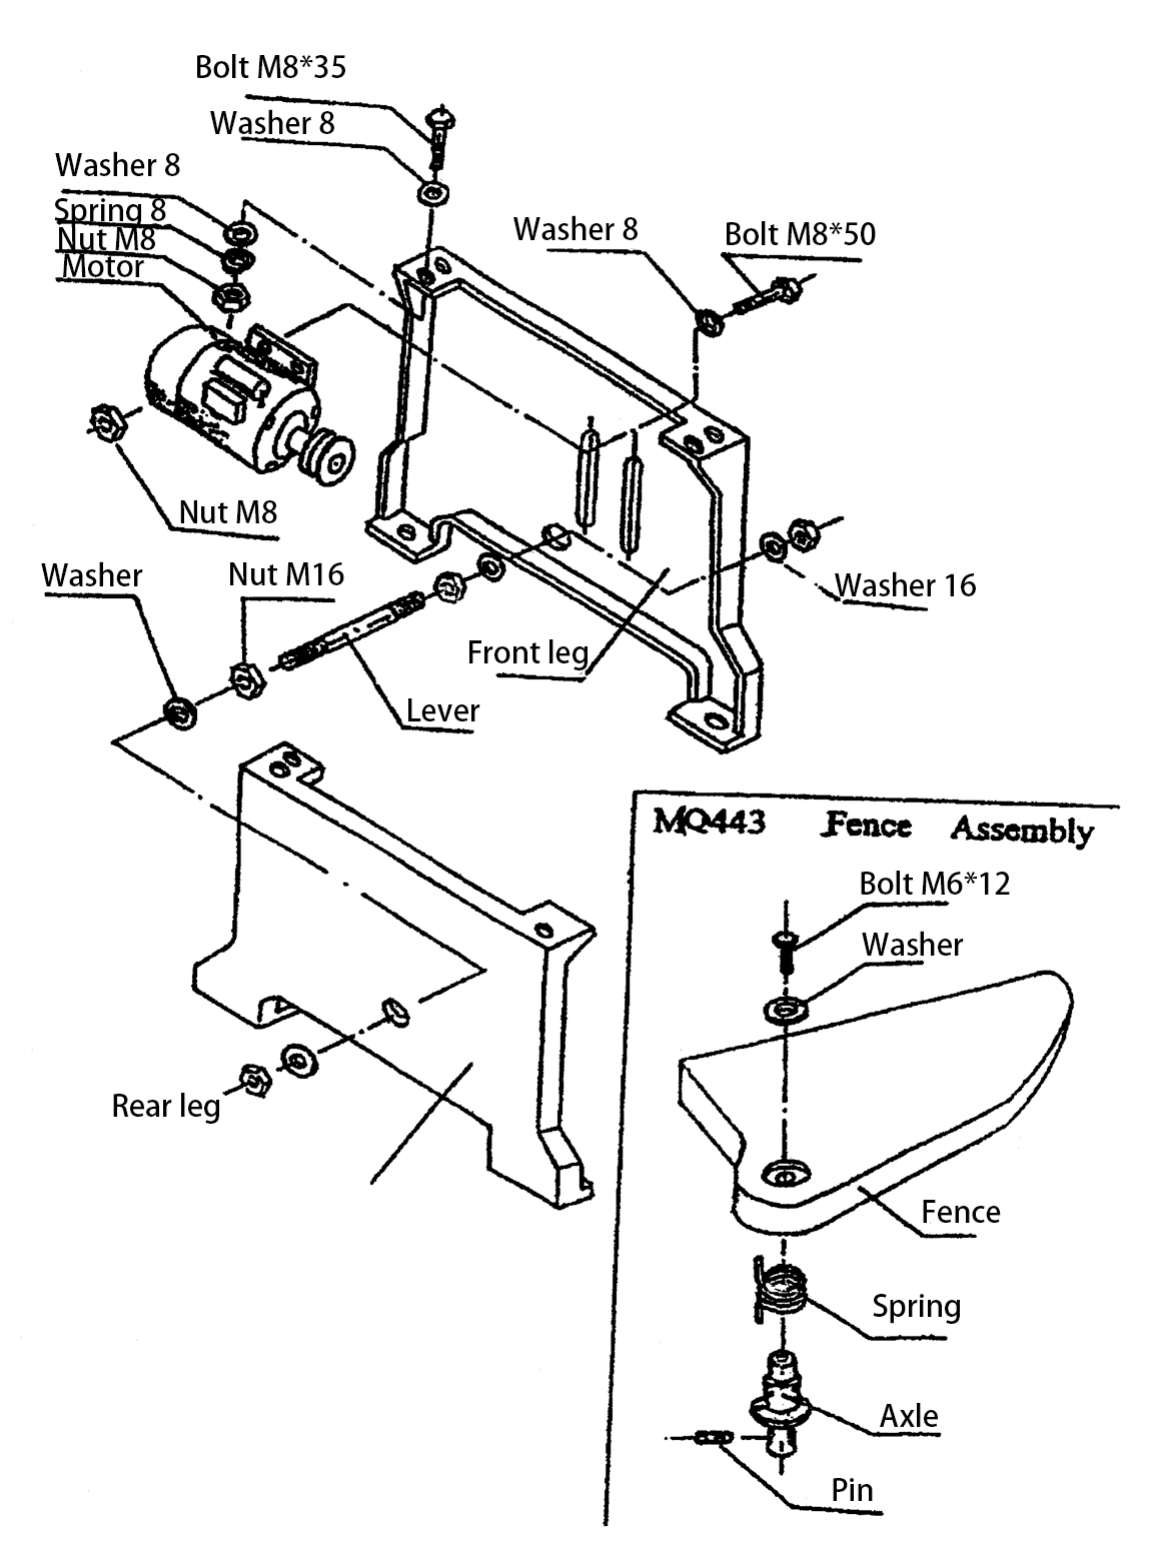 Bolt M8*35
Washer 8
Washer 8
Spring 8
Nut M8
Motor
Washer 8
Bolt M8*50
Nut M8
Washer
Nut M16
Washer 16
Front leg
Lever
MQ443 Fence Assembly
Bolt M6*12
Washer
Rear leg
Fence
Spring
Axle
Pin